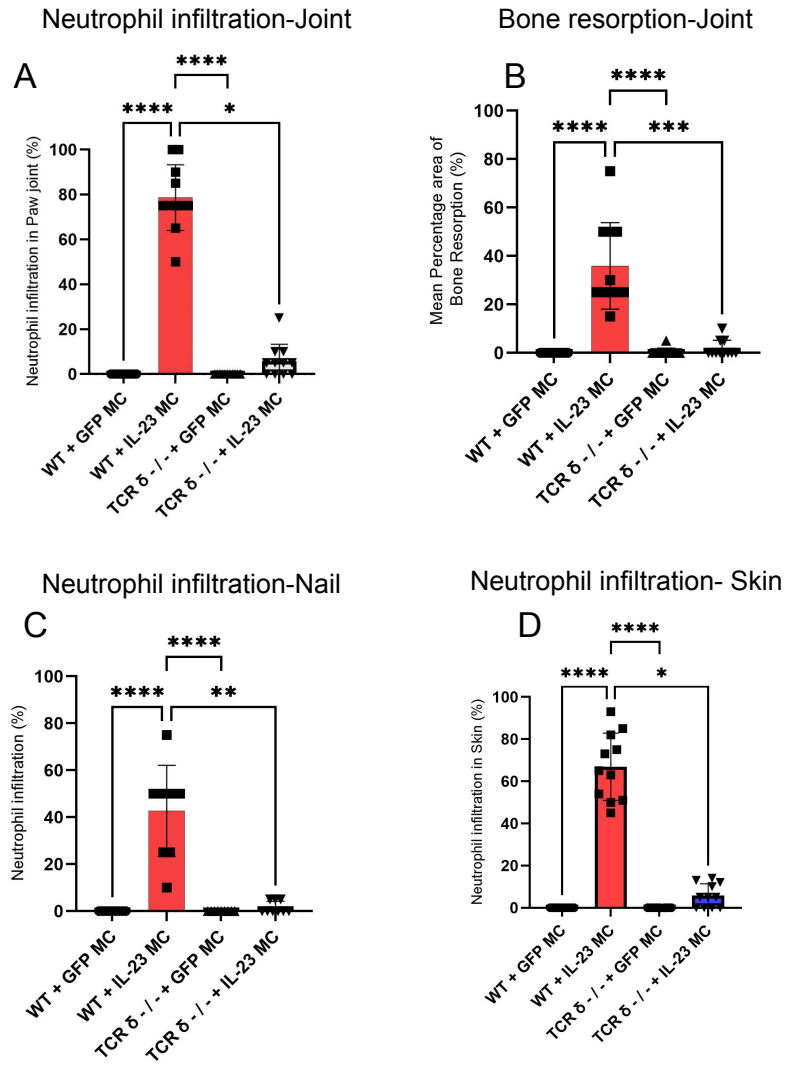 Neutrophil infiltration-Joint
A
****
****
*
Neutrophil infiltration in Paw joint (%)
100
80
60
40
20
0
WT + GFP MC
WT + IL-23 MC
TCR δ - / - + GFP MC
TCR δ - / - + IL-23 MC
Bone resorption-Joint
B
****
****
***
Mean Percentage area of
Bone Resorption (%)
100
80
60
40
20
0
WT + GFP MC
WT + IL-23 MC
TCR δ - / - + GFP MC
TCR δ - / - + IL-23 MC
Neutrophil infiltration-Nail
C
****
****
**
Neutrophil infiltration (%)
100
80
60
40
20
0
WT + GFP MC
WT + IL-23 MC
TCR δ - / - + GFP MC
TCR δ - / - + IL-23 MC
Neutrophil infiltration- Skin
D
****
****
*
Neutrophil infiltration in Skin (%)
100
80
60
40
20
0
WT + GFP MC
WT + IL-23 MC
TCR δ - / - + GFP MC
TCR δ - / - + IL-23 MC